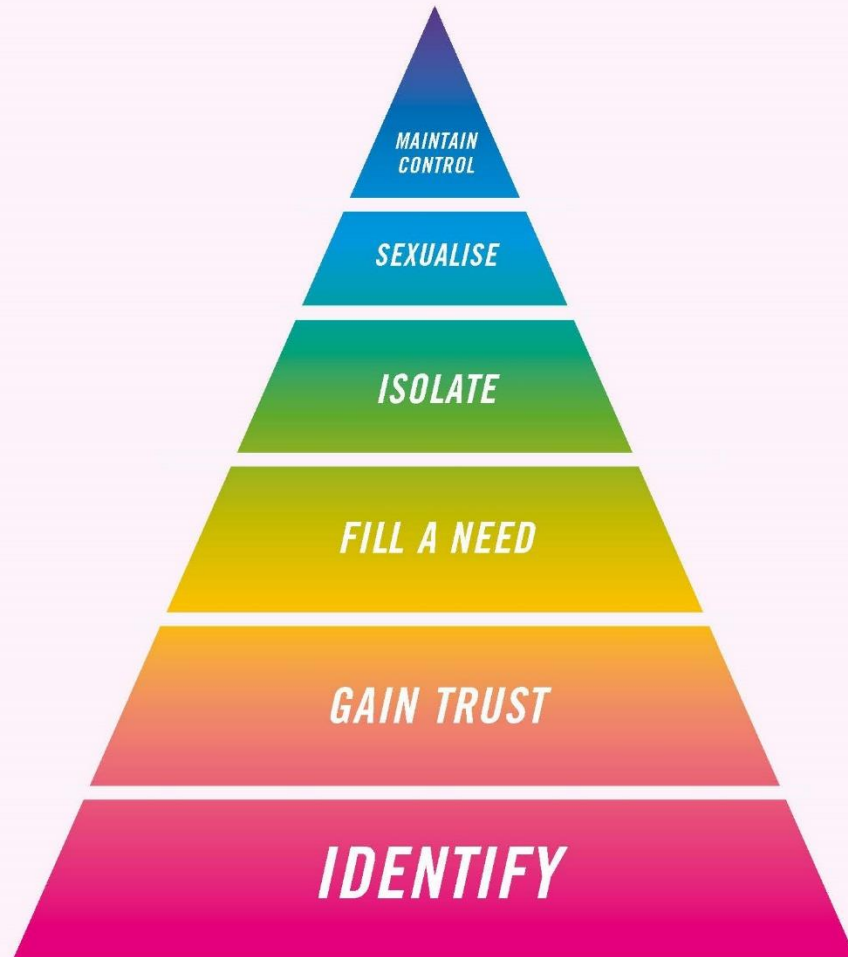 MAINTAIN
CONTROL
SEXUALISE
ISOLATE
FILL A NEED
GAIN TRUST
IDENTIFY